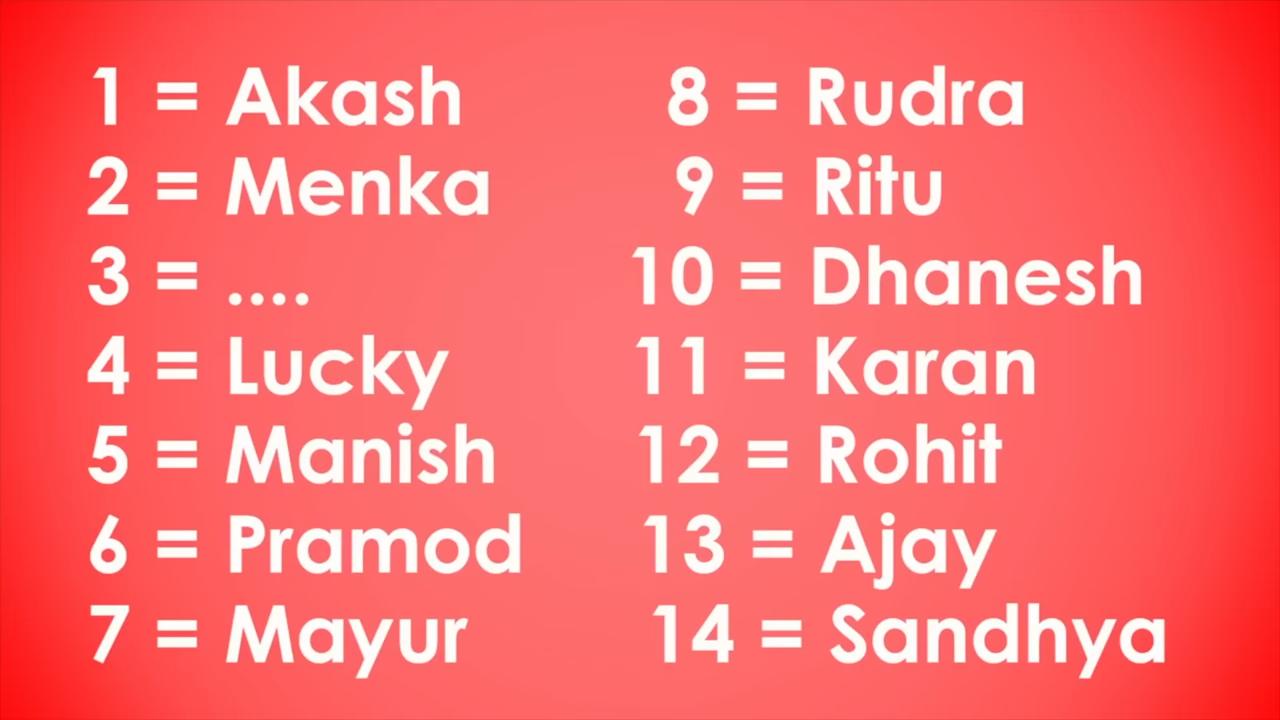 1 = Akash
2 = Menka
3 = ....
4 = Lucky
5 = Manish
6 = Pramod
7 = Mayur
8 = Rudra
9 = Ritu
10 = Dhanesh
11 = Karan
12 = Rohit
13 = Ajay
14 = Sandhya